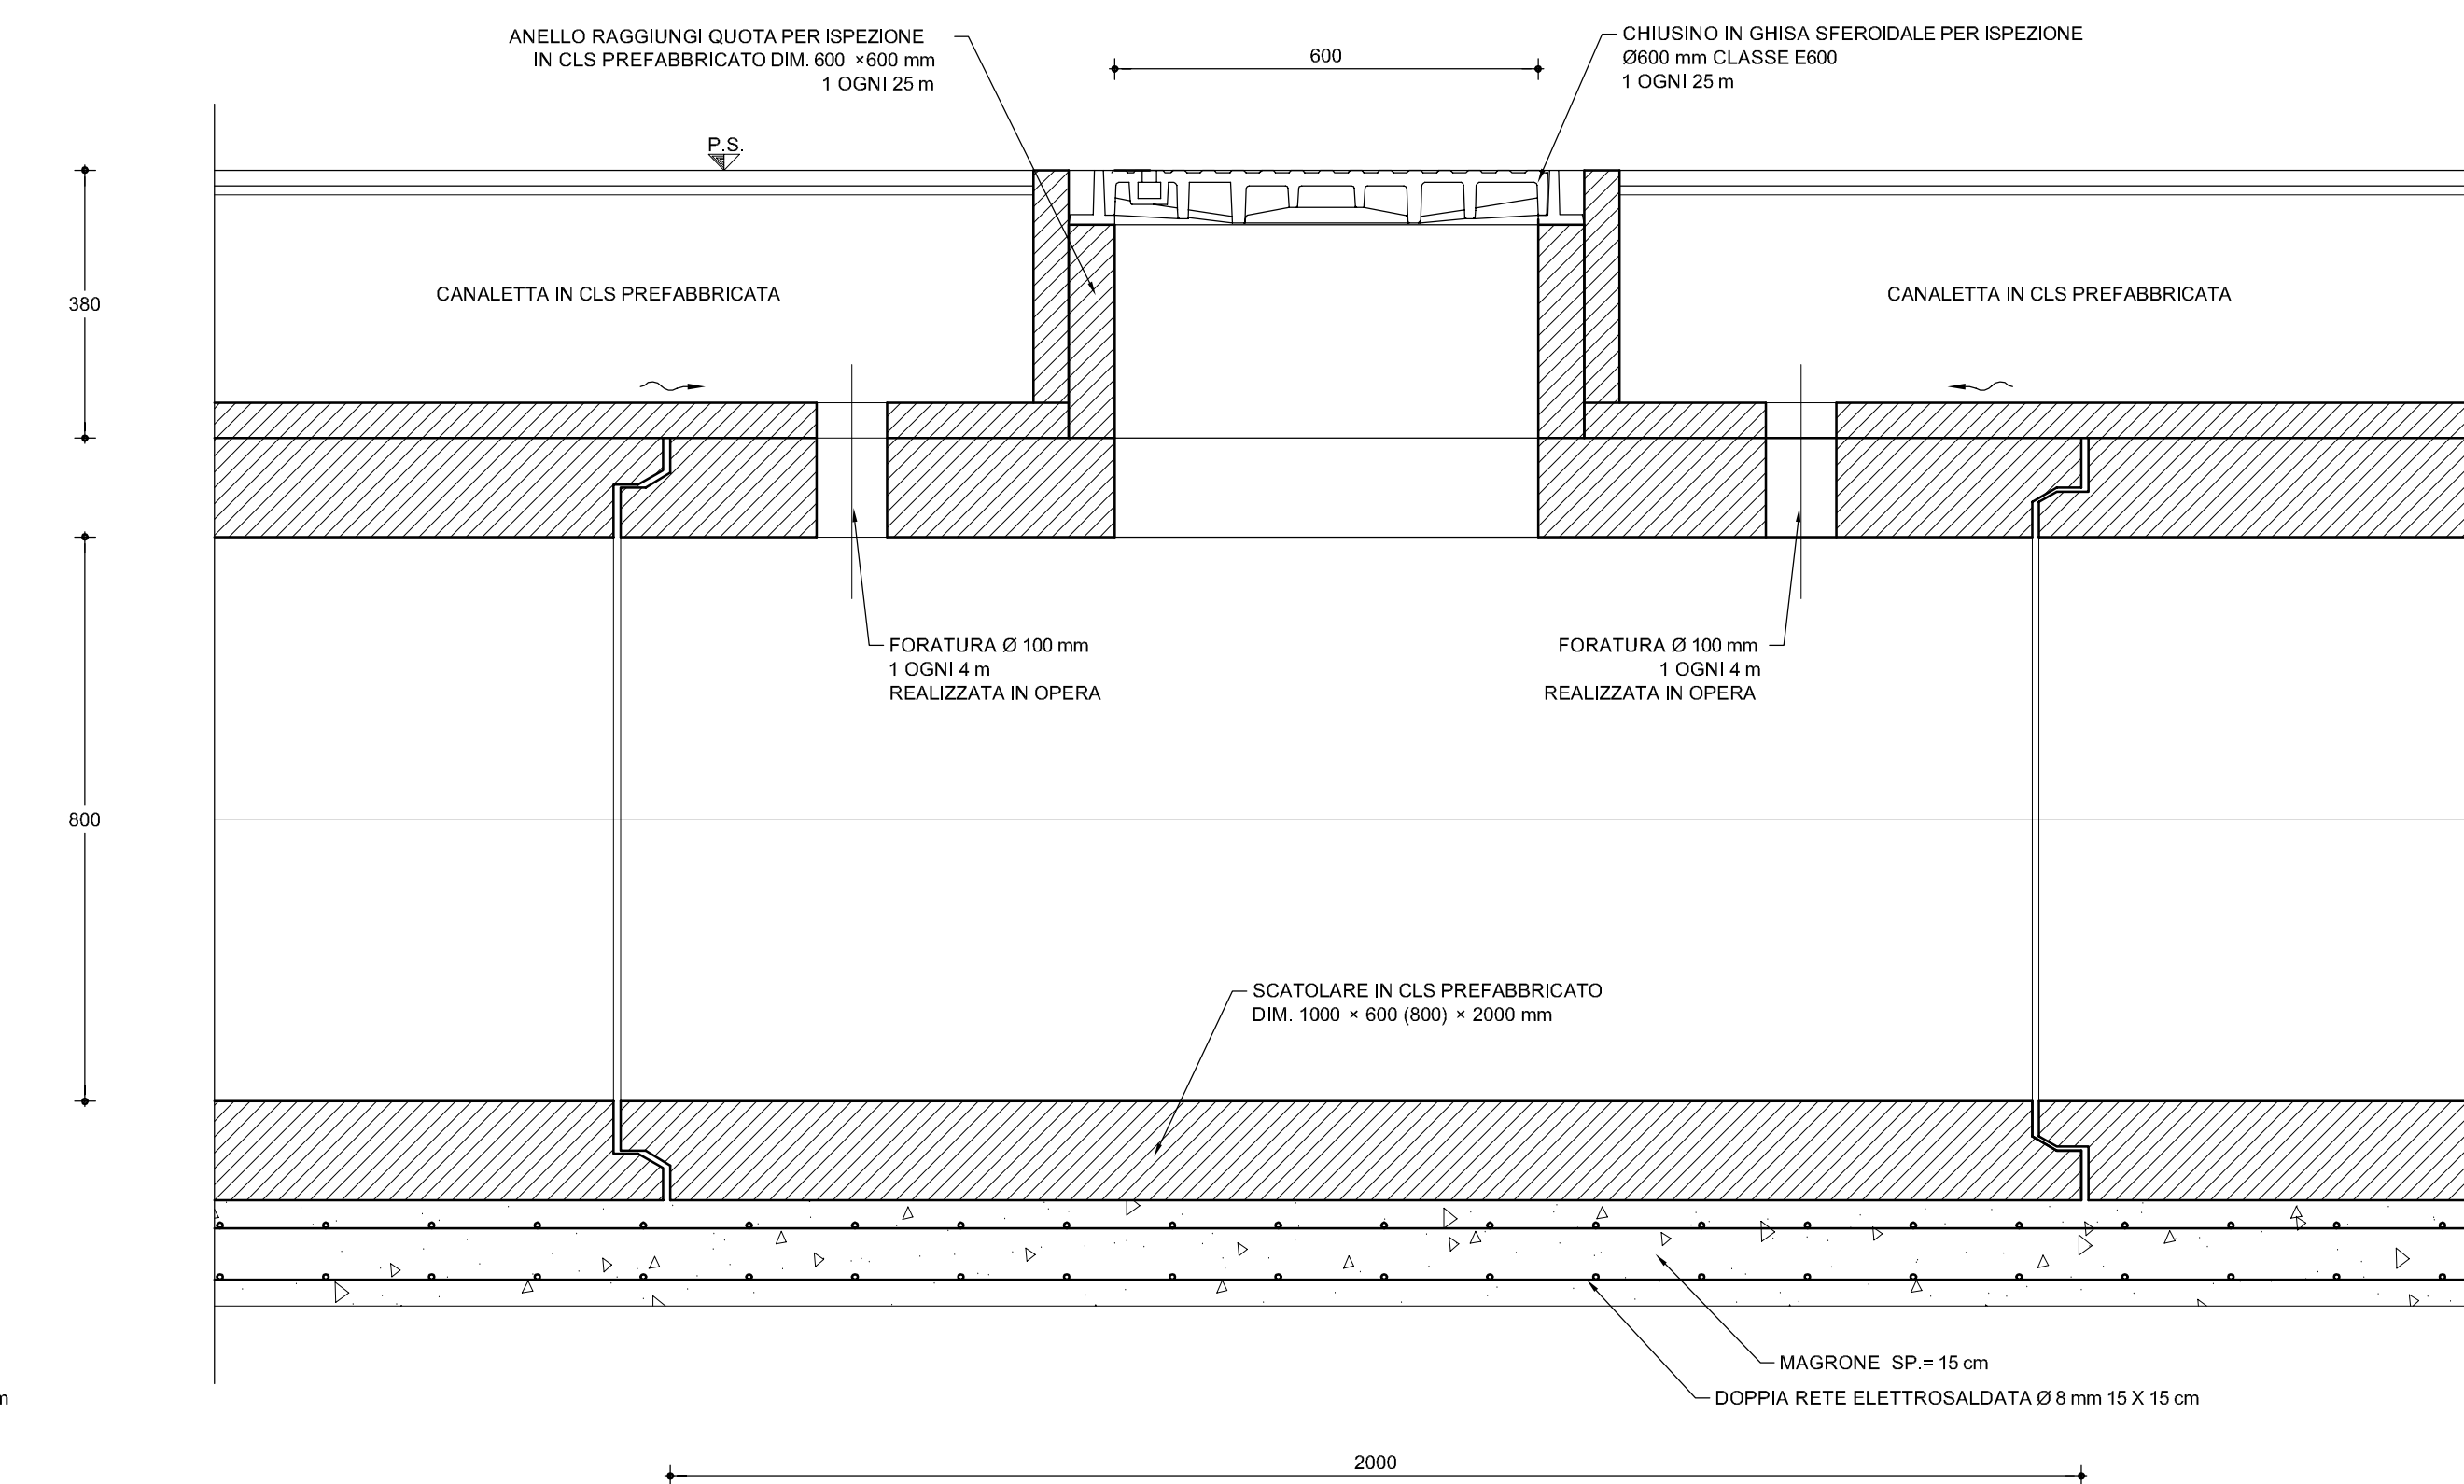 ANELLO RAGGIUNGI QUOTA PER ISPEZIONE
IN CLS PREFABBRICATO DIM. 600 ×600 mm
1 OGNI 25 m
600
CHIUSINO IN GHISA SFEROIDALE PER ISPEZIONE
Ø600 mm CLASSE E600
1 OGNI 25 m
P.S.
380
CANALETTA IN CLS PREFABBRICATA
CANALETTA IN CLS PREFABBRICATA
FORATURA Ø 100 mm
1 OGNI 4 m
REALIZZATA IN OPERA
FORATURA Ø 100 mm
1 OGNI 4 m
REALIZZATA IN OPERA
800
SCATOLARE IN CLS PREFABBRICATO
DIM. 1000 × 600 (800) × 2000 mm
MAGRONE SP.= 15 cm
DOPPIA RETE ELETTROSALDATA Ø 8 mm 15 X 15 cm
2000